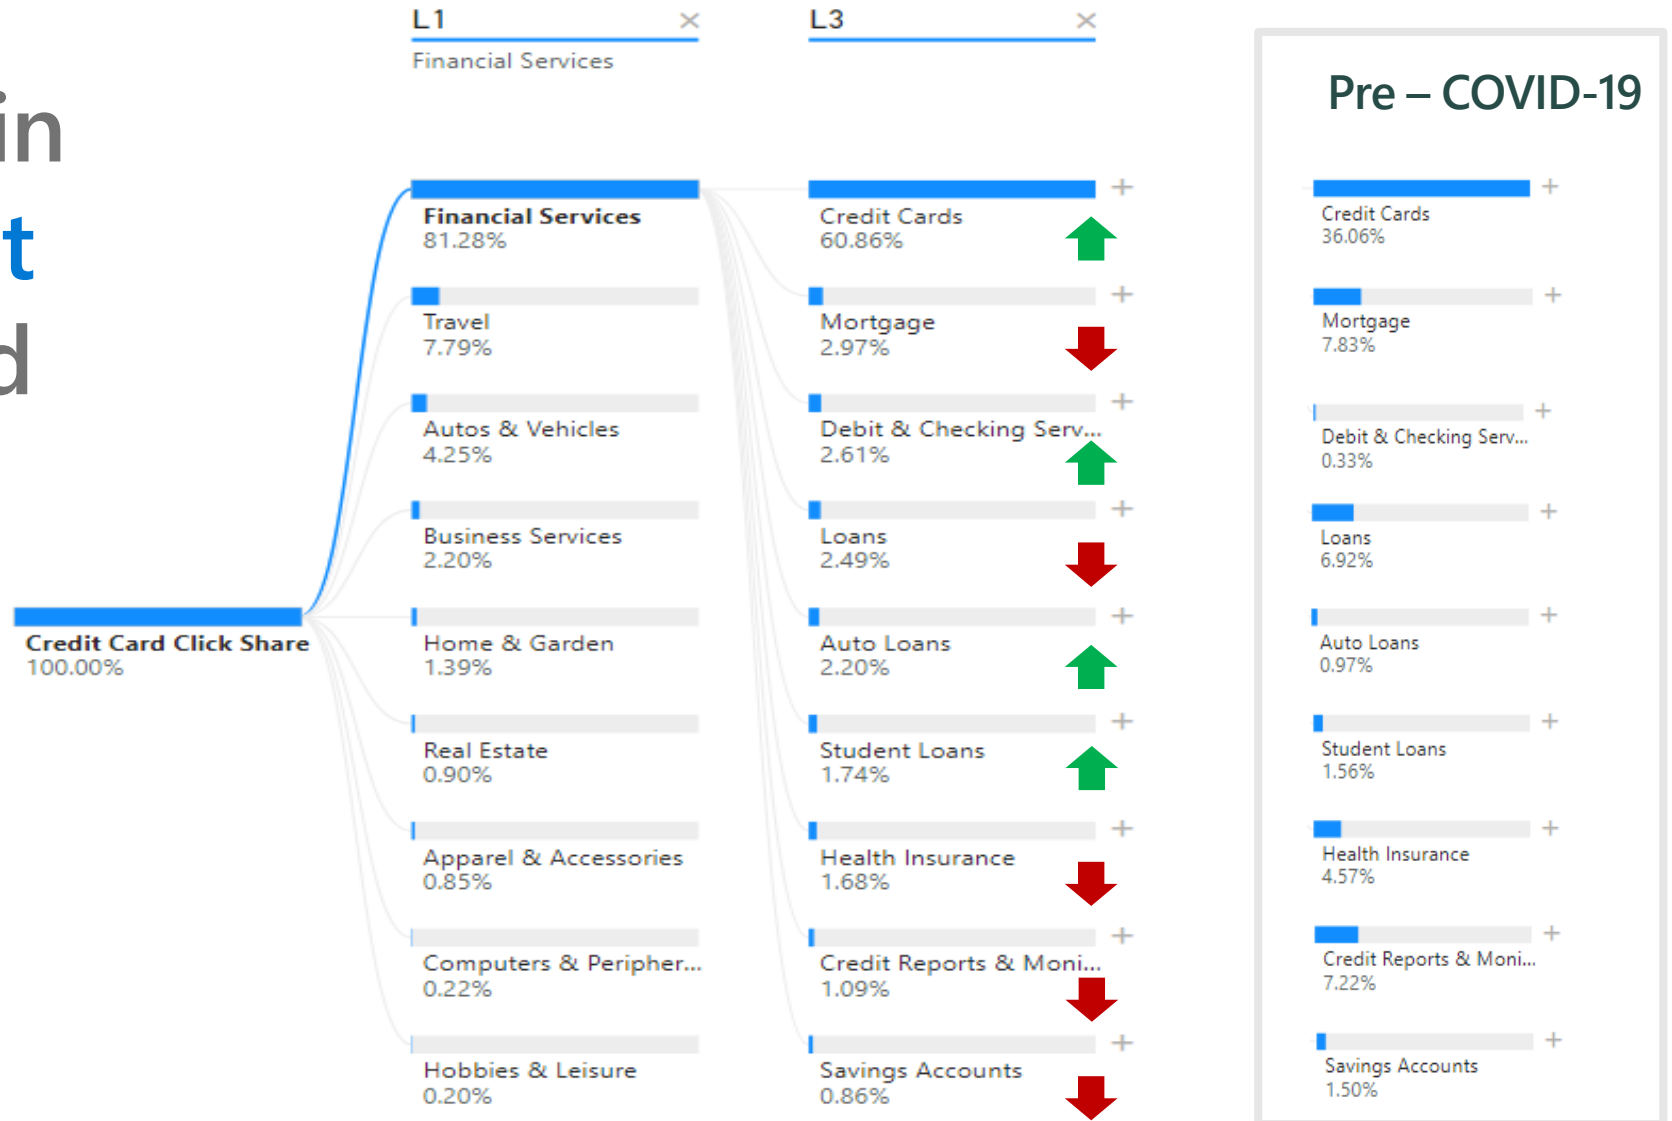 in
t
d
L1 ×
Financial Services
L3 ×
Pre – COVID-19
Credit Card Click Share
100.00%
Financial Services
81.28%
Travel
7.79%
Autos & Vehicles
4.25%
Business Services
2.20%
Home & Garden
1.39%
Real Estate
0.90%
Apparel & Accessories
0.85%
Computers & Peripher...
0.22%
Hobbies & Leisure
0.20%
Credit Cards +
60.86%
Mortgage +
2.97%
Debit & Checking Serv... +
2.61%
Loans +
2.49%
Auto Loans +
2.20%
Student Loans +
1.74%
Health Insurance +
1.68%
Credit Reports & Moni... +
1.09%
Savings Accounts +
0.86%
Credit Cards +
36.06%
Mortgage +
7.83%
Debit & Checking Serv... +
0.33%
Loans +
6.92%
Auto Loans +
0.97%
Student Loans +
1.56%
Health Insurance +
4.57%
Credit Reports & Moni... +
7.22%
Savings Accounts +
1.50%